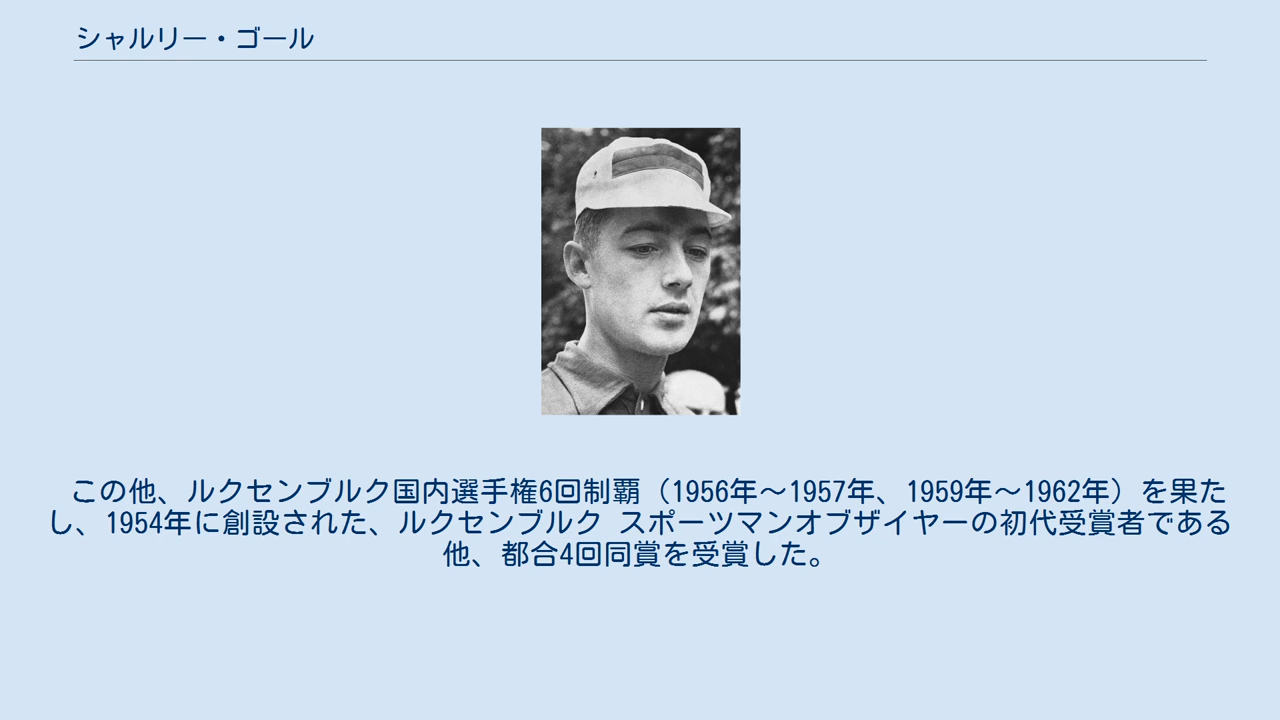 シャルリー・ゴール
この他、ルクセンブルク国内選手権6回制覇（1956年～1957年、1959年～1962年）を果た
し、1954年に創設された、ルクセンブルク スポーツマンオブザイヤーの初代受賞者である
他、都合4回同賞を受賞した。